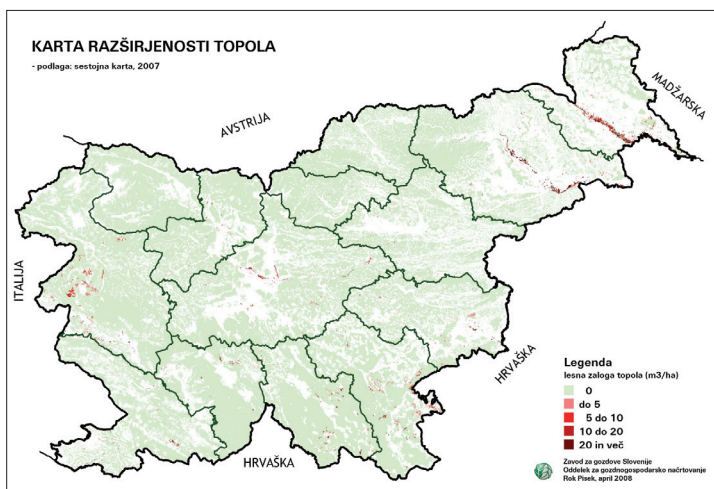 KARTA RAZŠIRJENOSTI TOPOLA
- podlaga: sestojna karta, 2007
AVSTRIJA
MADŽARSKA
ITALIJA
HRVAŠKA
HRVAŠKA
Legenda
lesna zaloga topola (m3/ha)
0
do 5
5 do 10
10 do 20
20 in več
Zavod za gozdove Slovenije
Oddelek za gozdnogospodarsko načrtovanje
Rok Pisek, april 2008